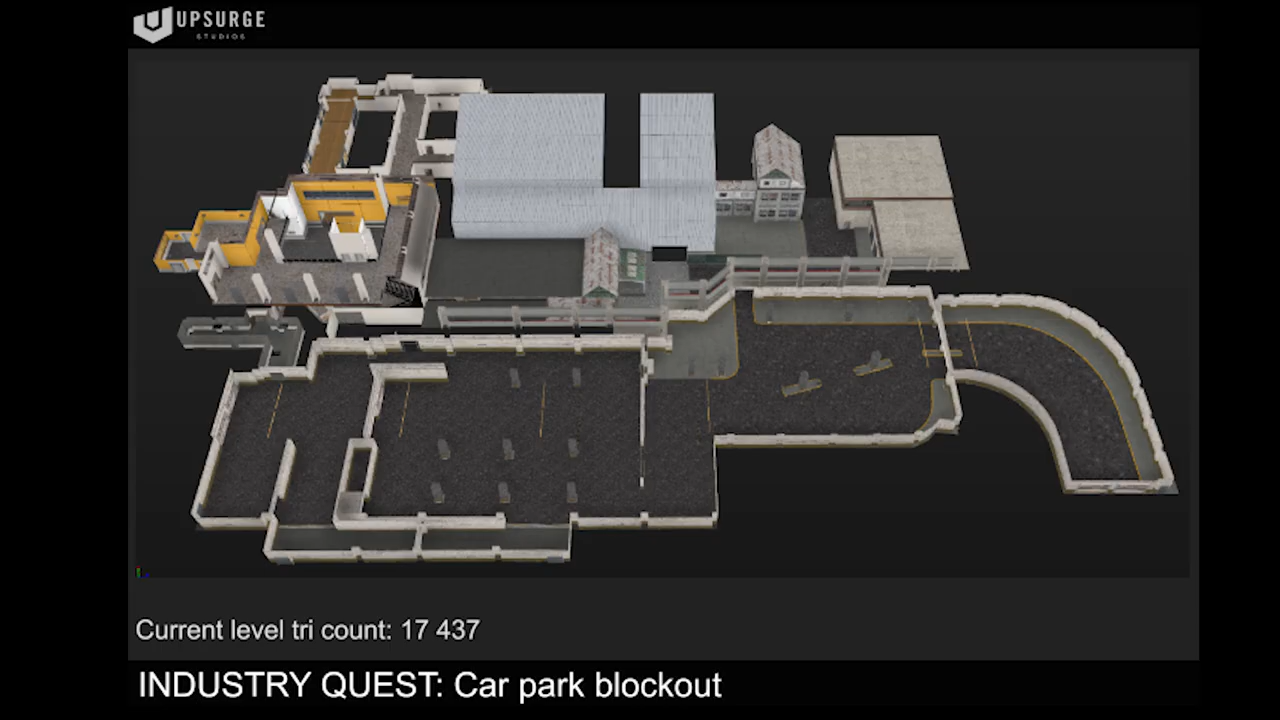 UPSURGE
STUDIOS
Current level tri count: 17 437
INDUSTRY QUEST: Car park blockout